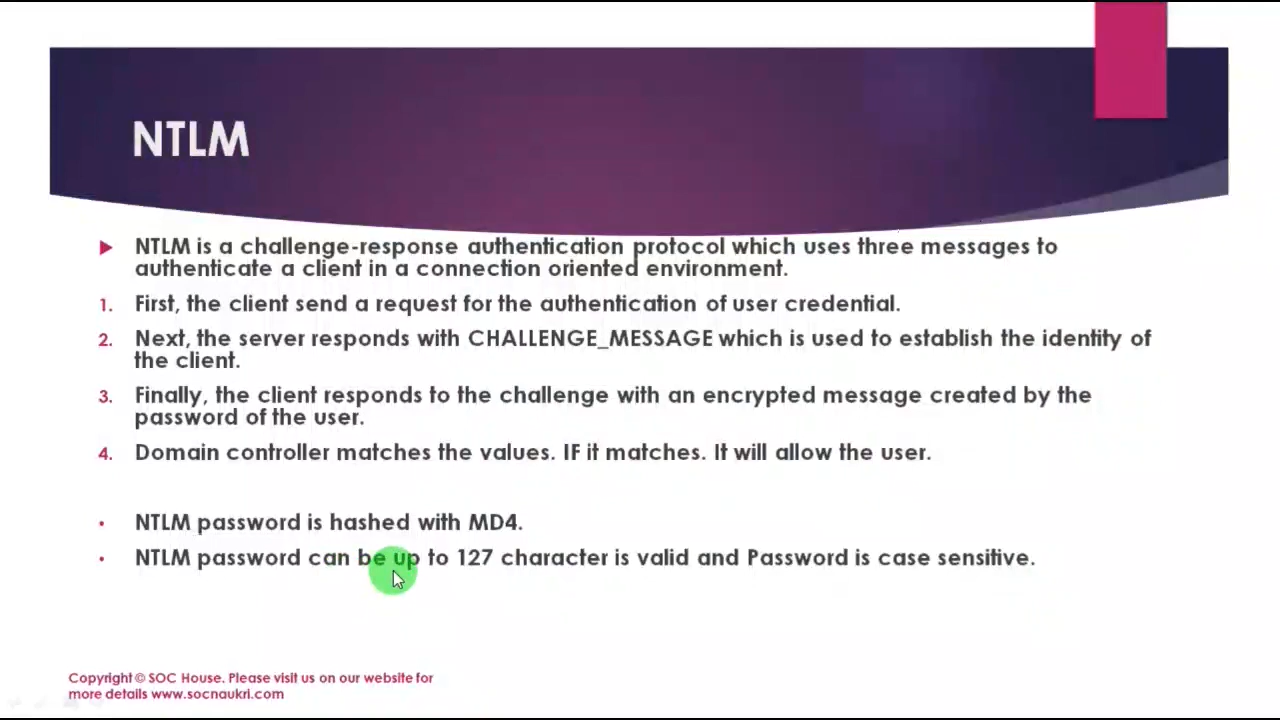 NTLM
NTLM is a challenge-response authentication protocol which uses three messages to
authenticate a client in a connection oriented environment.
1. First, the client send a request for the authentication of user credential.
2. Next, the server responds with CHALLENGE_MESSAGE which is used to establish the identity of
the client.
3. Finally, the client responds to the challenge with an encrypted message created by the
password of the user.
4. Domain controller matches the values. IF it matches. It will allow the user.
• NTLM password is hashed with MD4.
• NTLM password can be up to 127 character is valid and Password is case sensitive.
Copyright © SOC House. Please visit us on our website for
more details www.socnaukri.com